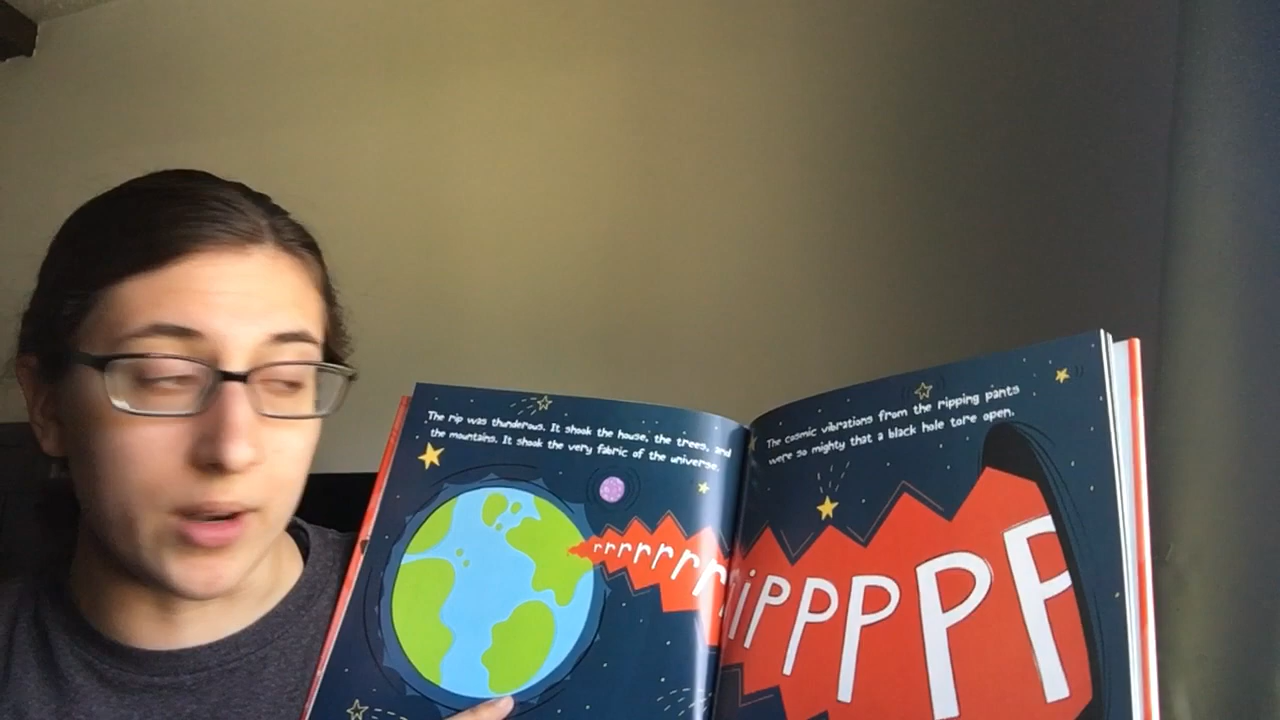 The rip was thunderous. It shook the house, the trees, and
the mountains. It shook the very fabric of the universe.
The cosmic vibrations from the ripping pants
were so mighty that a black hole tore open.
rrrrrrrriPPPPPP